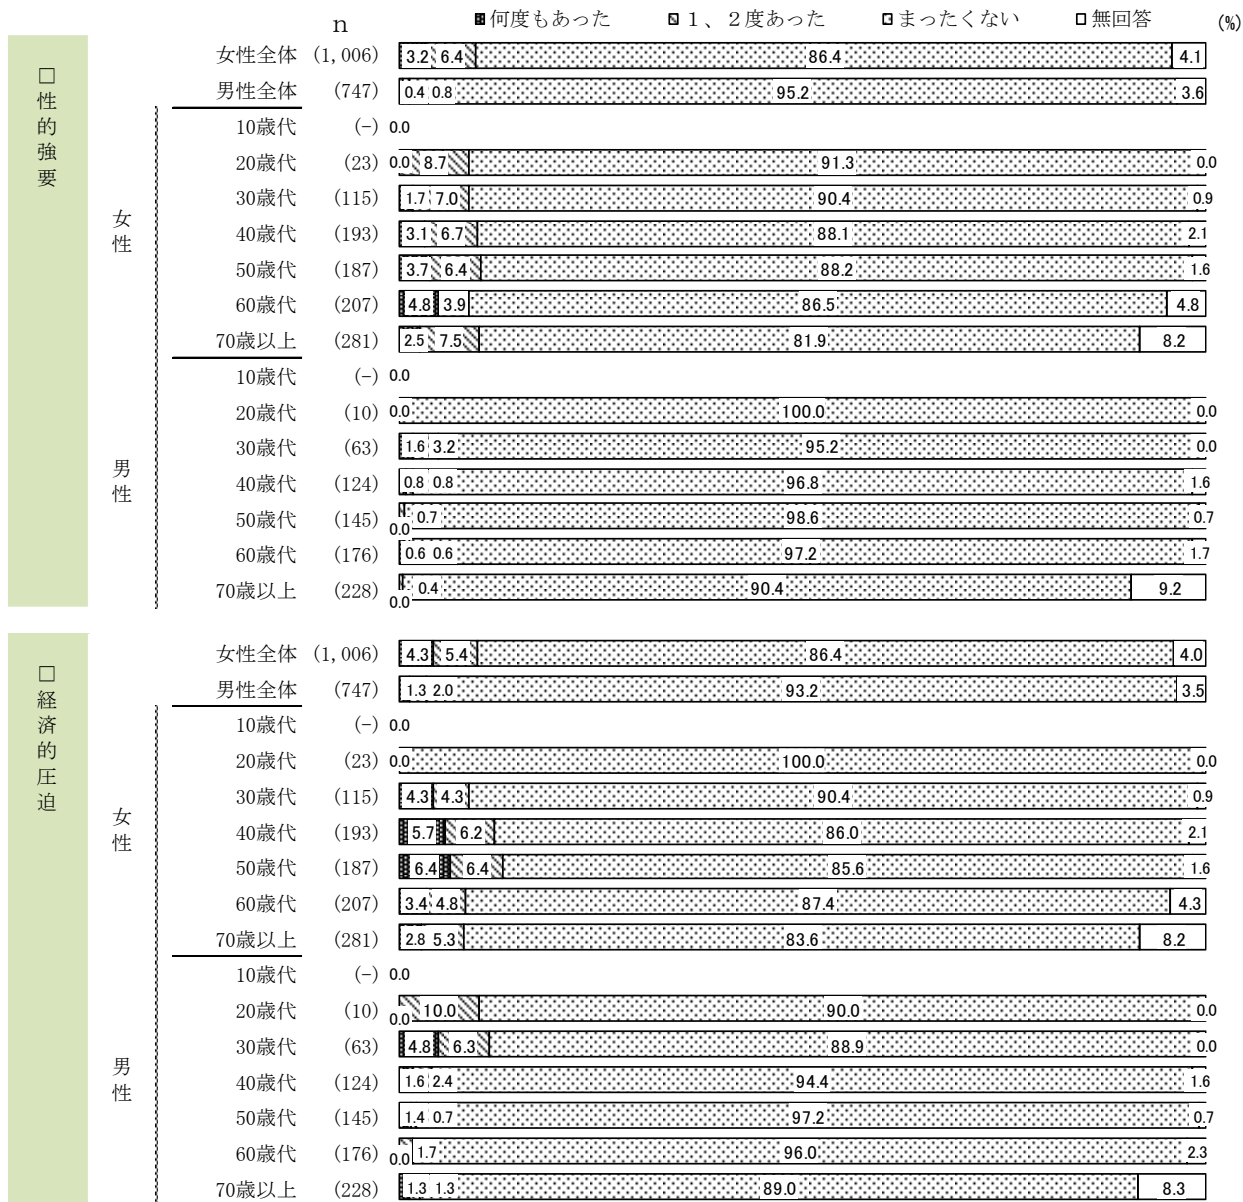 n ■何度もあった １、２度あった まったくない □無回答 (%)
□性的強要
女性全体 (1,006) 3.2 6.4 86.4 4.1
男性全体 (747) 0.4 0.8 95.2 3.6
女性
10歳代 (-) 0.0
20歳代 (23) 0.0 8.7 91.3 0.0
30歳代 (115) 1.7 7.0 90.4 0.9
40歳代 (193) 3.1 6.7 88.1 2.1
50歳代 (187) 3.7 6.4 88.2 1.6
60歳代 (207) 4.8 3.9 86.5 4.8
70歳以上 (281) 2.5 7.5 81.9 8.2
男性
10歳代 (-) 0.0
20歳代 (10) 0.0 100.0 0.0
30歳代 (63) 1.6 3.2 95.2 0.0
40歳代 (124) 0.8 0.8 96.8 1.6
50歳代 (145) 0.0 0.7 98.6 0.7
60歳代 (176) 0.6 0.6 97.2 1.7
70歳以上 (228) 0.0 0.4 90.4 9.2
□経済的圧迫
女性全体 (1,006) 4.3 5.4 86.4 4.0
男性全体 (747) 1.3 2.0 93.2 3.5
女性
10歳代 (-) 0.0
20歳代 (23) 0.0 100.0 0.0
30歳代 (115) 4.3 4.3 90.4 0.9
40歳代 (193) 5.7 6.2 86.0 2.1
50歳代 (187) 6.4 6.4 85.6 1.6
60歳代 (207) 3.4 4.8 87.4 4.3
70歳以上 (281) 2.8 5.3 83.6 8.2
男性
10歳代 (-) 0.0
20歳代 (10) 0.0 10.0 90.0 0.0
30歳代 (63) 4.8 6.3 88.9 0.0
40歳代 (124) 1.6 2.4 94.4 1.6
50歳代 (145) 1.4 0.7 97.2 0.7
60歳代 (176) 0.0 1.7 96.0 2.3
70歳以上 (228) 1.3 1.3 89.0 8.3